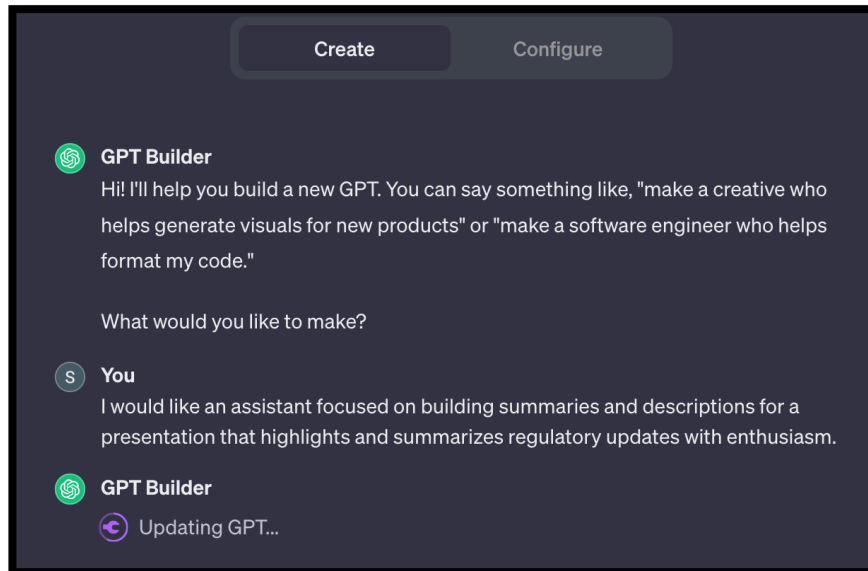 Create Configure
GPT Builder
Hi! I'll help you build a new GPT. You can say something like, "make a creative who
helps generate visuals for new products" or "make a software engineer who helps
format my code."
What would you like to make?
S You
I would like an assistant focused on building summaries and descriptions for a
presentation that highlights and summarizes regulatory updates with enthusiasm.
GPT Builder
Updating GPT...